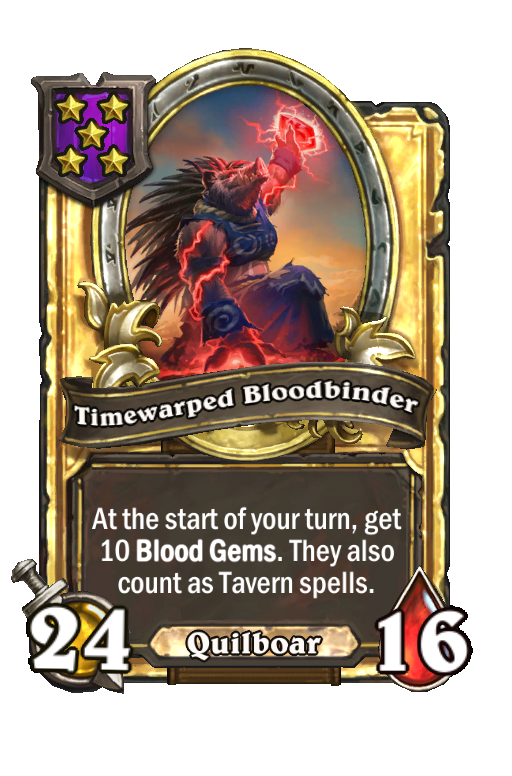 Timewarped Bloodbinder
At the start of your turn, get
10 Blood Gems. They also
count as Tavern spells.
24
Quilboar
16